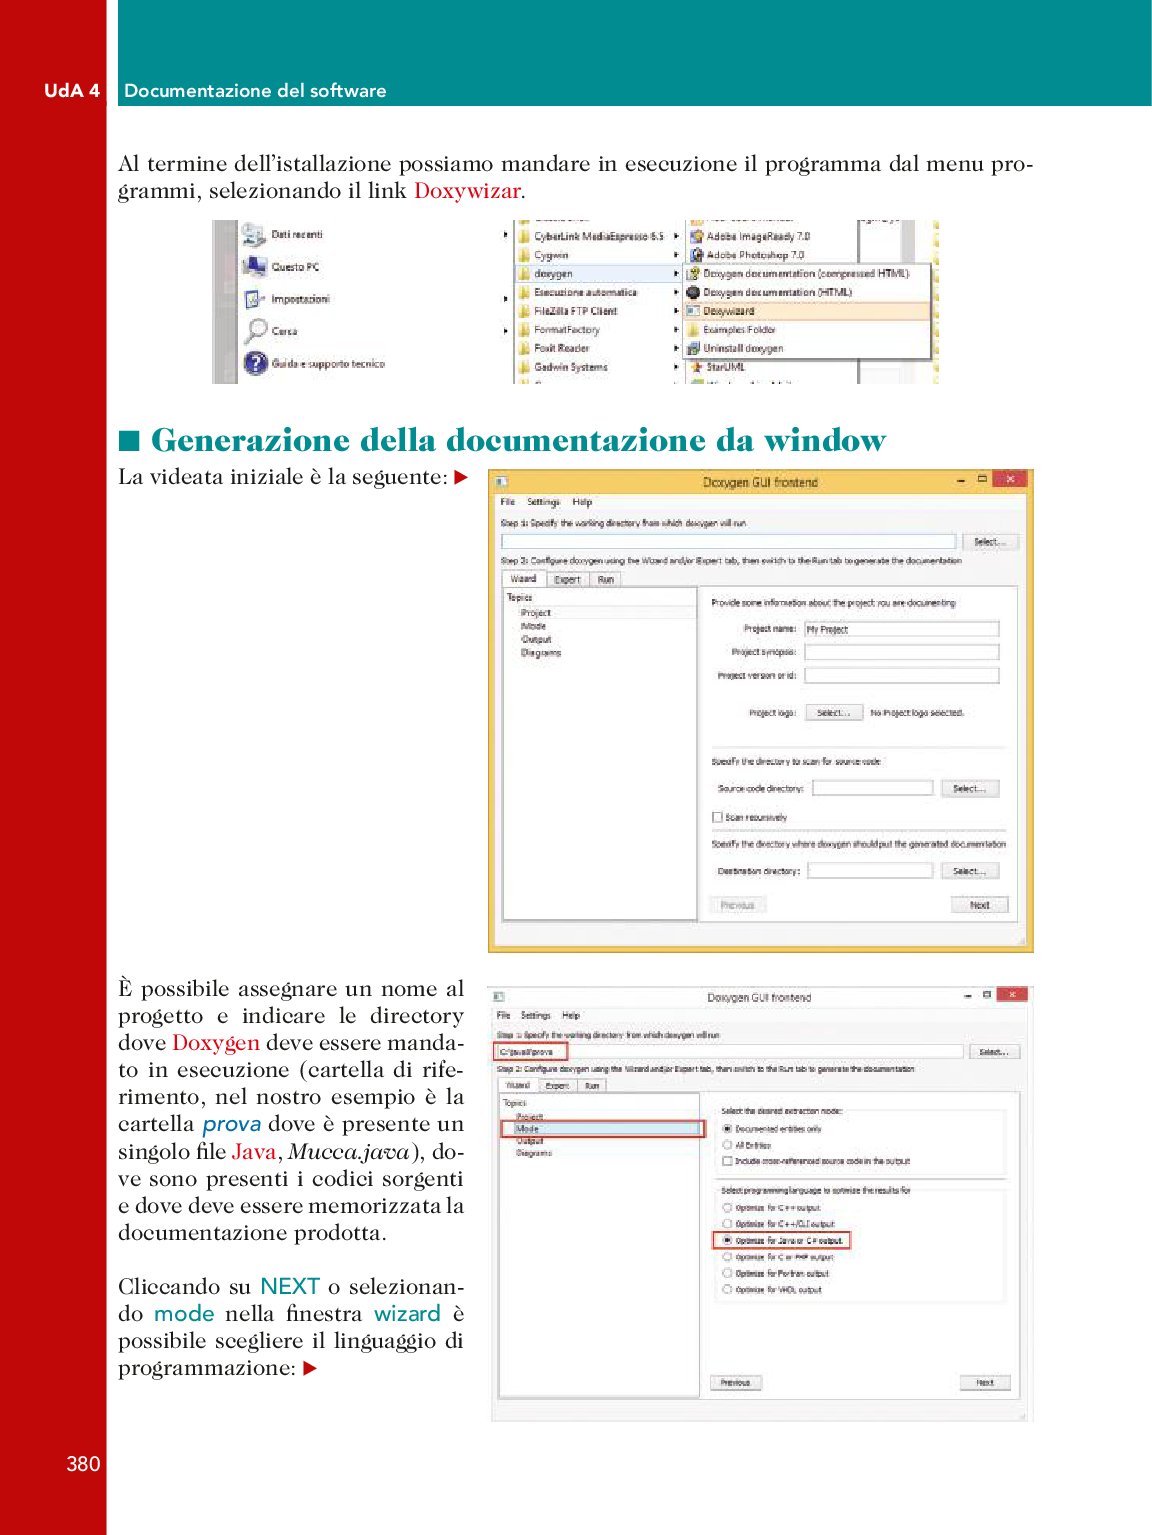 UdA 4 Documentazione del software
Al termine dell'istallazione possiamo mandare in esecuzione il programma dal menu pro-
grammi, selezionando il link Doxywizar.
Dati recenti
Questo PC
Impostazioni
Cerca
Guida e supporto tecnico
CyberLink MediaEspresso 6.5
Cygwin
doxygen
Esecuzione automatica
FileZilla FTP Client
FormatFactory
Foxit Reader
Gadwin Systems
Adobe ImageReady 7.0
Adobe Photoshop 7.0
Doxygen documentation (compressed HTML)
Doxygen documentation (HTML)
Doxywizard
Examples Folder
Uninstall doxygen
StarUML
■ Generazione della documentazione da window
La videata iniziale è la seguente: ▶
Doxygen GUI frontend
File Settings Help
Step 1: Specify the working directory from which doxygen will run
Select...
Step 2: Configure doxygen using the Wizard and/or Expert tab, then switch to the Run tab to generate the documentation
Wizard Expert Run
Topics
Project
Mode
Output
Diagrams
Provide some information about the project you are documenting
Project name: My Project
Project synopsis:
Project version or id:
Project logo: Select... No Project logo selected.
Specify the directory to scan for source code
Source code directory: Select...
Scan recursively
Specify the directory where doxygen should put the generated documentation
Destination directory: Select...
Previous Next
È possibile assegnare un nome al
progetto e indicare le directory
dove Doxygen deve essere manda-
to in esecuzione (cartella di rife-
rimento, nel nostro esempio è la
cartella prova dove è presente un
singolo file Java, Mucca.java), do-
ve sono presenti i codici sorgenti
e dove deve essere memorizzata la
documentazione prodotta.
Cliccando su NEXT o selezionan-
do mode nella finestra wizard è
possibile scegliere il linguaggio di
programmazione: ▶
Doxygen GUI frontend
File Settings Help
Step 1: Specify the working directory from which doxygen will run
Select...
Step 2: Configure doxygen using the Wizard and/or Expert tab, then switch to the Run tab to generate the documentation
Wizard Expert Run
Topics
Project
Mode
Output
Diagrams
Select the desired extraction mode:
Documented entities only
All Entities
Include cross-referenced source code in the output
Select programming language to optimize the results for
Optimize for C++ output
Optimize for C++/CLI output
Optimize for Java or C# output
Optimize for C or PHP output
Optimize for Fortran output
Optimize for VHDL output
Previous Next
380